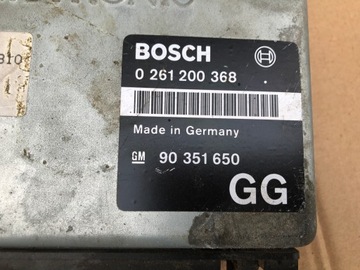 BOSCH
0 261 200 368
Made in Germany
GM 90 351 650
GG